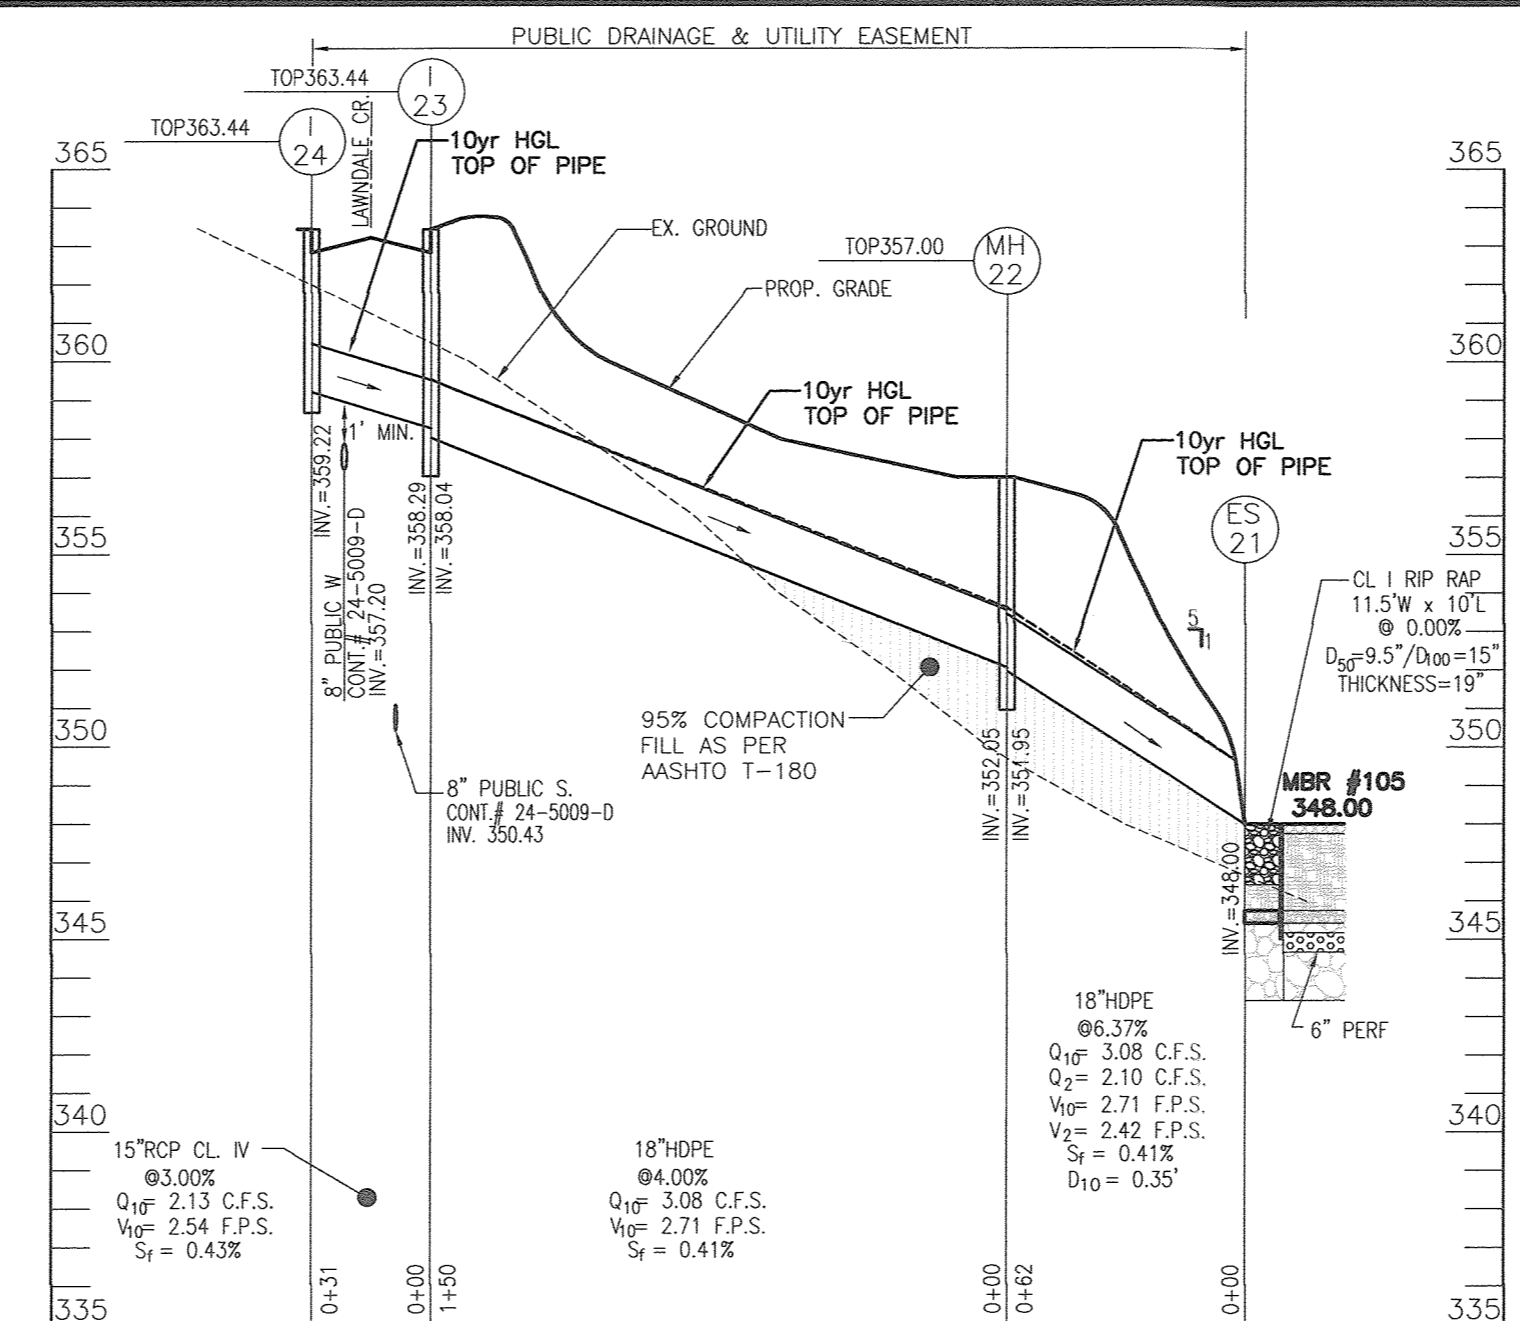 PUBLIC DRAINAGE & UTILITY EASEMENT
TOP363.44
I
23
TOP363.44
I
24
LAWNDALE CR.
10yr HGL
TOP OF PIPE
365
365
EX. GROUND
TOP357.00
MH
22
PROP. GRADE
360
360
10yr HGL
TOP OF PIPE
10yr HGL
TOP OF PIPE
1' MIN.
INV.=359.22
8" PUBLIC W
CONT.# 24-5009-D
INV.=357.20
INV.=358.29
INV.=358.04
355
355
ES
21
CL I RIP RAP
11.5'W x 10'L
@ 0.00%
D50=9.5"/D100=15"
THICKNESS=19"
5
1
350
350
95% COMPACTION
FILL AS PER
AASHTO T-180
8" PUBLIC S.
CONT.# 24-5009-D
INV. 350.43
INV.=352.05
INV.=351.95
MBR #105
348.00
INV.=348.00
345
345
6" PERF
18"HDPE
@6.37%
Q10= 3.08 C.F.S.
Q2= 2.10 C.F.S.
V10= 2.71 F.P.S.
V2= 2.42 F.P.S.
Sf = 0.41%
D10 = 0.35'
340
340
15"RCP CL. IV
@3.00%
Q10= 2.13 C.F.S.
V10= 2.54 F.P.S.
Sf = 0.43%
18"HDPE
@4.00%
Q10= 3.08 C.F.S.
V10= 2.71 F.P.S.
Sf = 0.41%
335
335
0+31
0+00
1+50
0+00
0+62
0+00